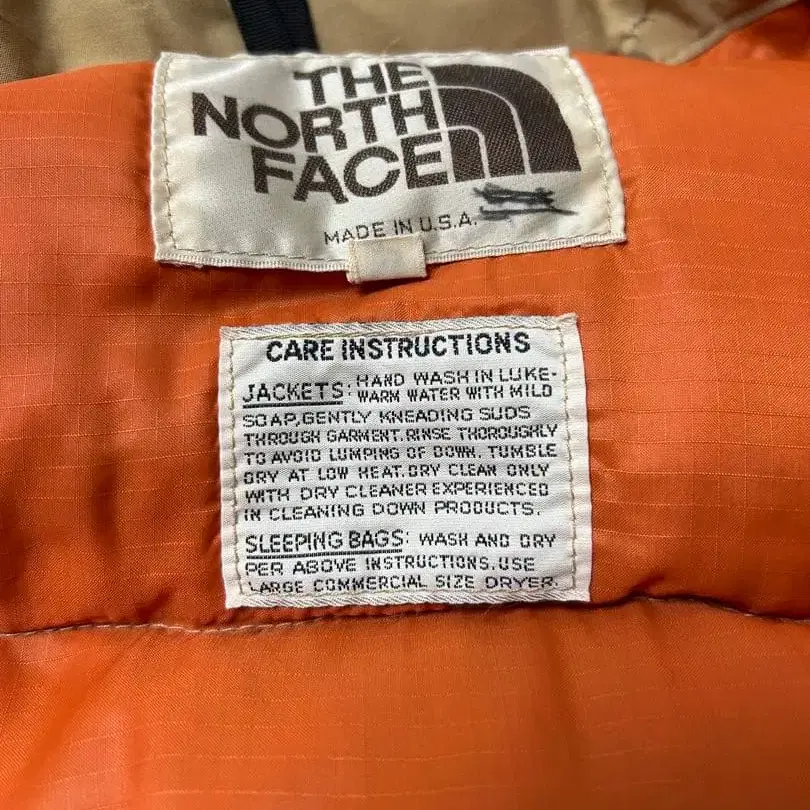 THE
NORTH
FACE
MADE IN U.S.A.
CARE INSTRUCTIONS
JACKETS: HAND WASH IN LUKE-
WARM WATER WITH MILD
SOAP, GENTLY KNEADING SUDS
THROUGH GARMENT. RINSE THOROUGHLY
TO AVOID LUMPING OF DOWN. TUMBLE
DRY AT LOW HEAT. DRY CLEAN ONLY
WITH DRY CLEANER EXPERIENCED
IN CLEANING DOWN PRODUCTS.
SLEEPING BAGS: WASH AND DRY
PER ABOVE INSTRUCTIONS. USE
LARGE COMMERCIAL SIZE DRYER.